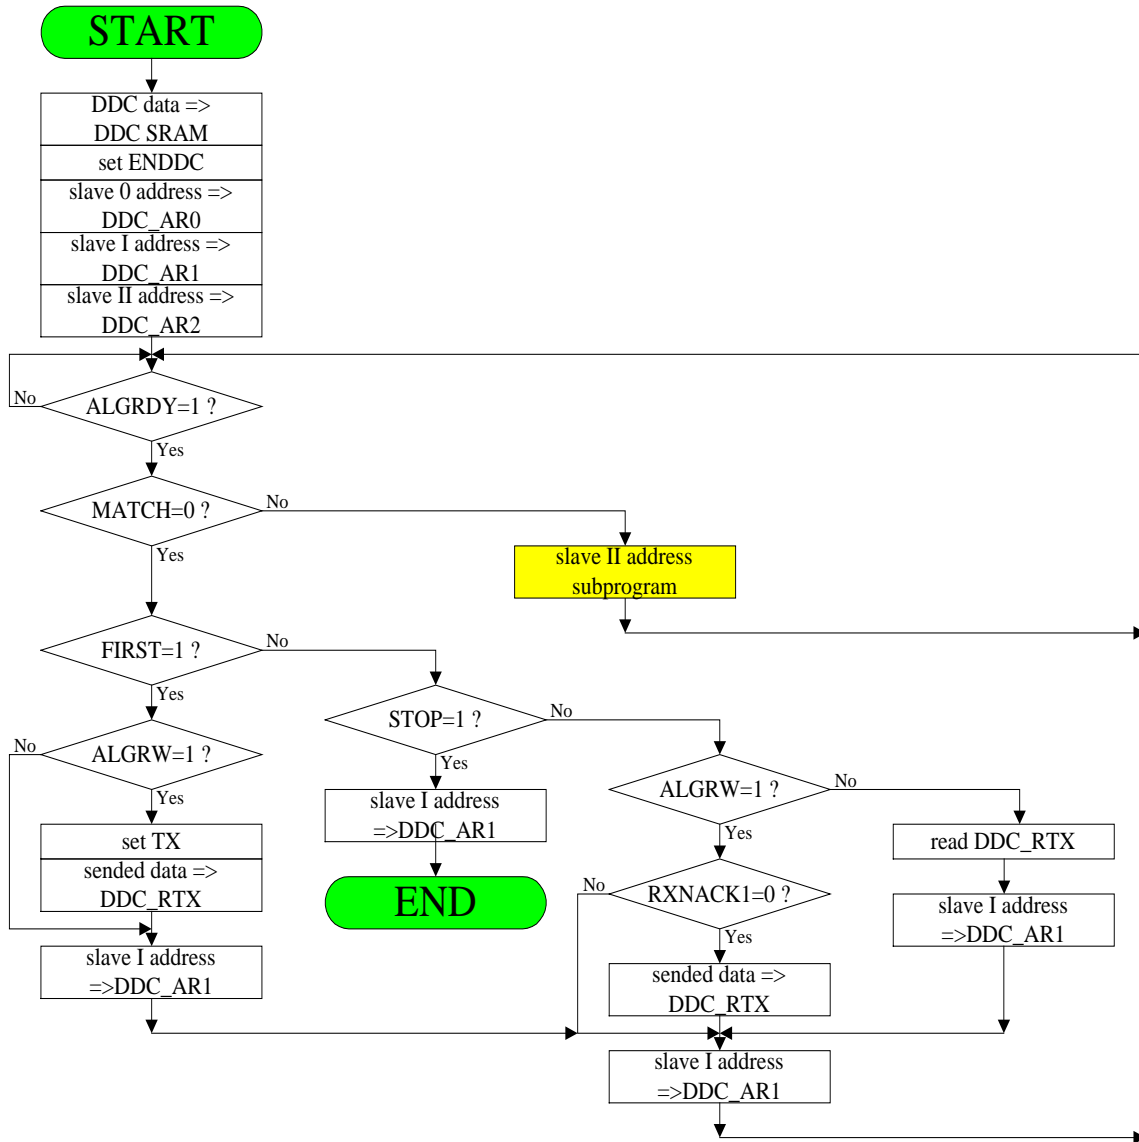 START
DDC data =>
DDC SRAM
set ENDDC
slave 0 address =>
DDC_AR0
slave I address =>
DDC_AR1
slave II address =>
DDC_AR2
No
ALGRDY=1 ?
Yes
MATCH=0 ?
No
Yes
slave II address
subprogram
FIRST=1 ?
No
Yes
STOP=1 ?
No
Yes
No
ALGRW=1 ?
Yes
ALGRW=1 ?
No
Yes
slave I address
=>DDC_AR1
set TX
sended data =>
DDC_RTX
read DDC_RTX
END
No
RXNACK1=0 ?
Yes
slave I address
=>DDC_AR1
slave I address
=>DDC_AR1
sended data =>
DDC_RTX
slave I address
=>DDC_AR1